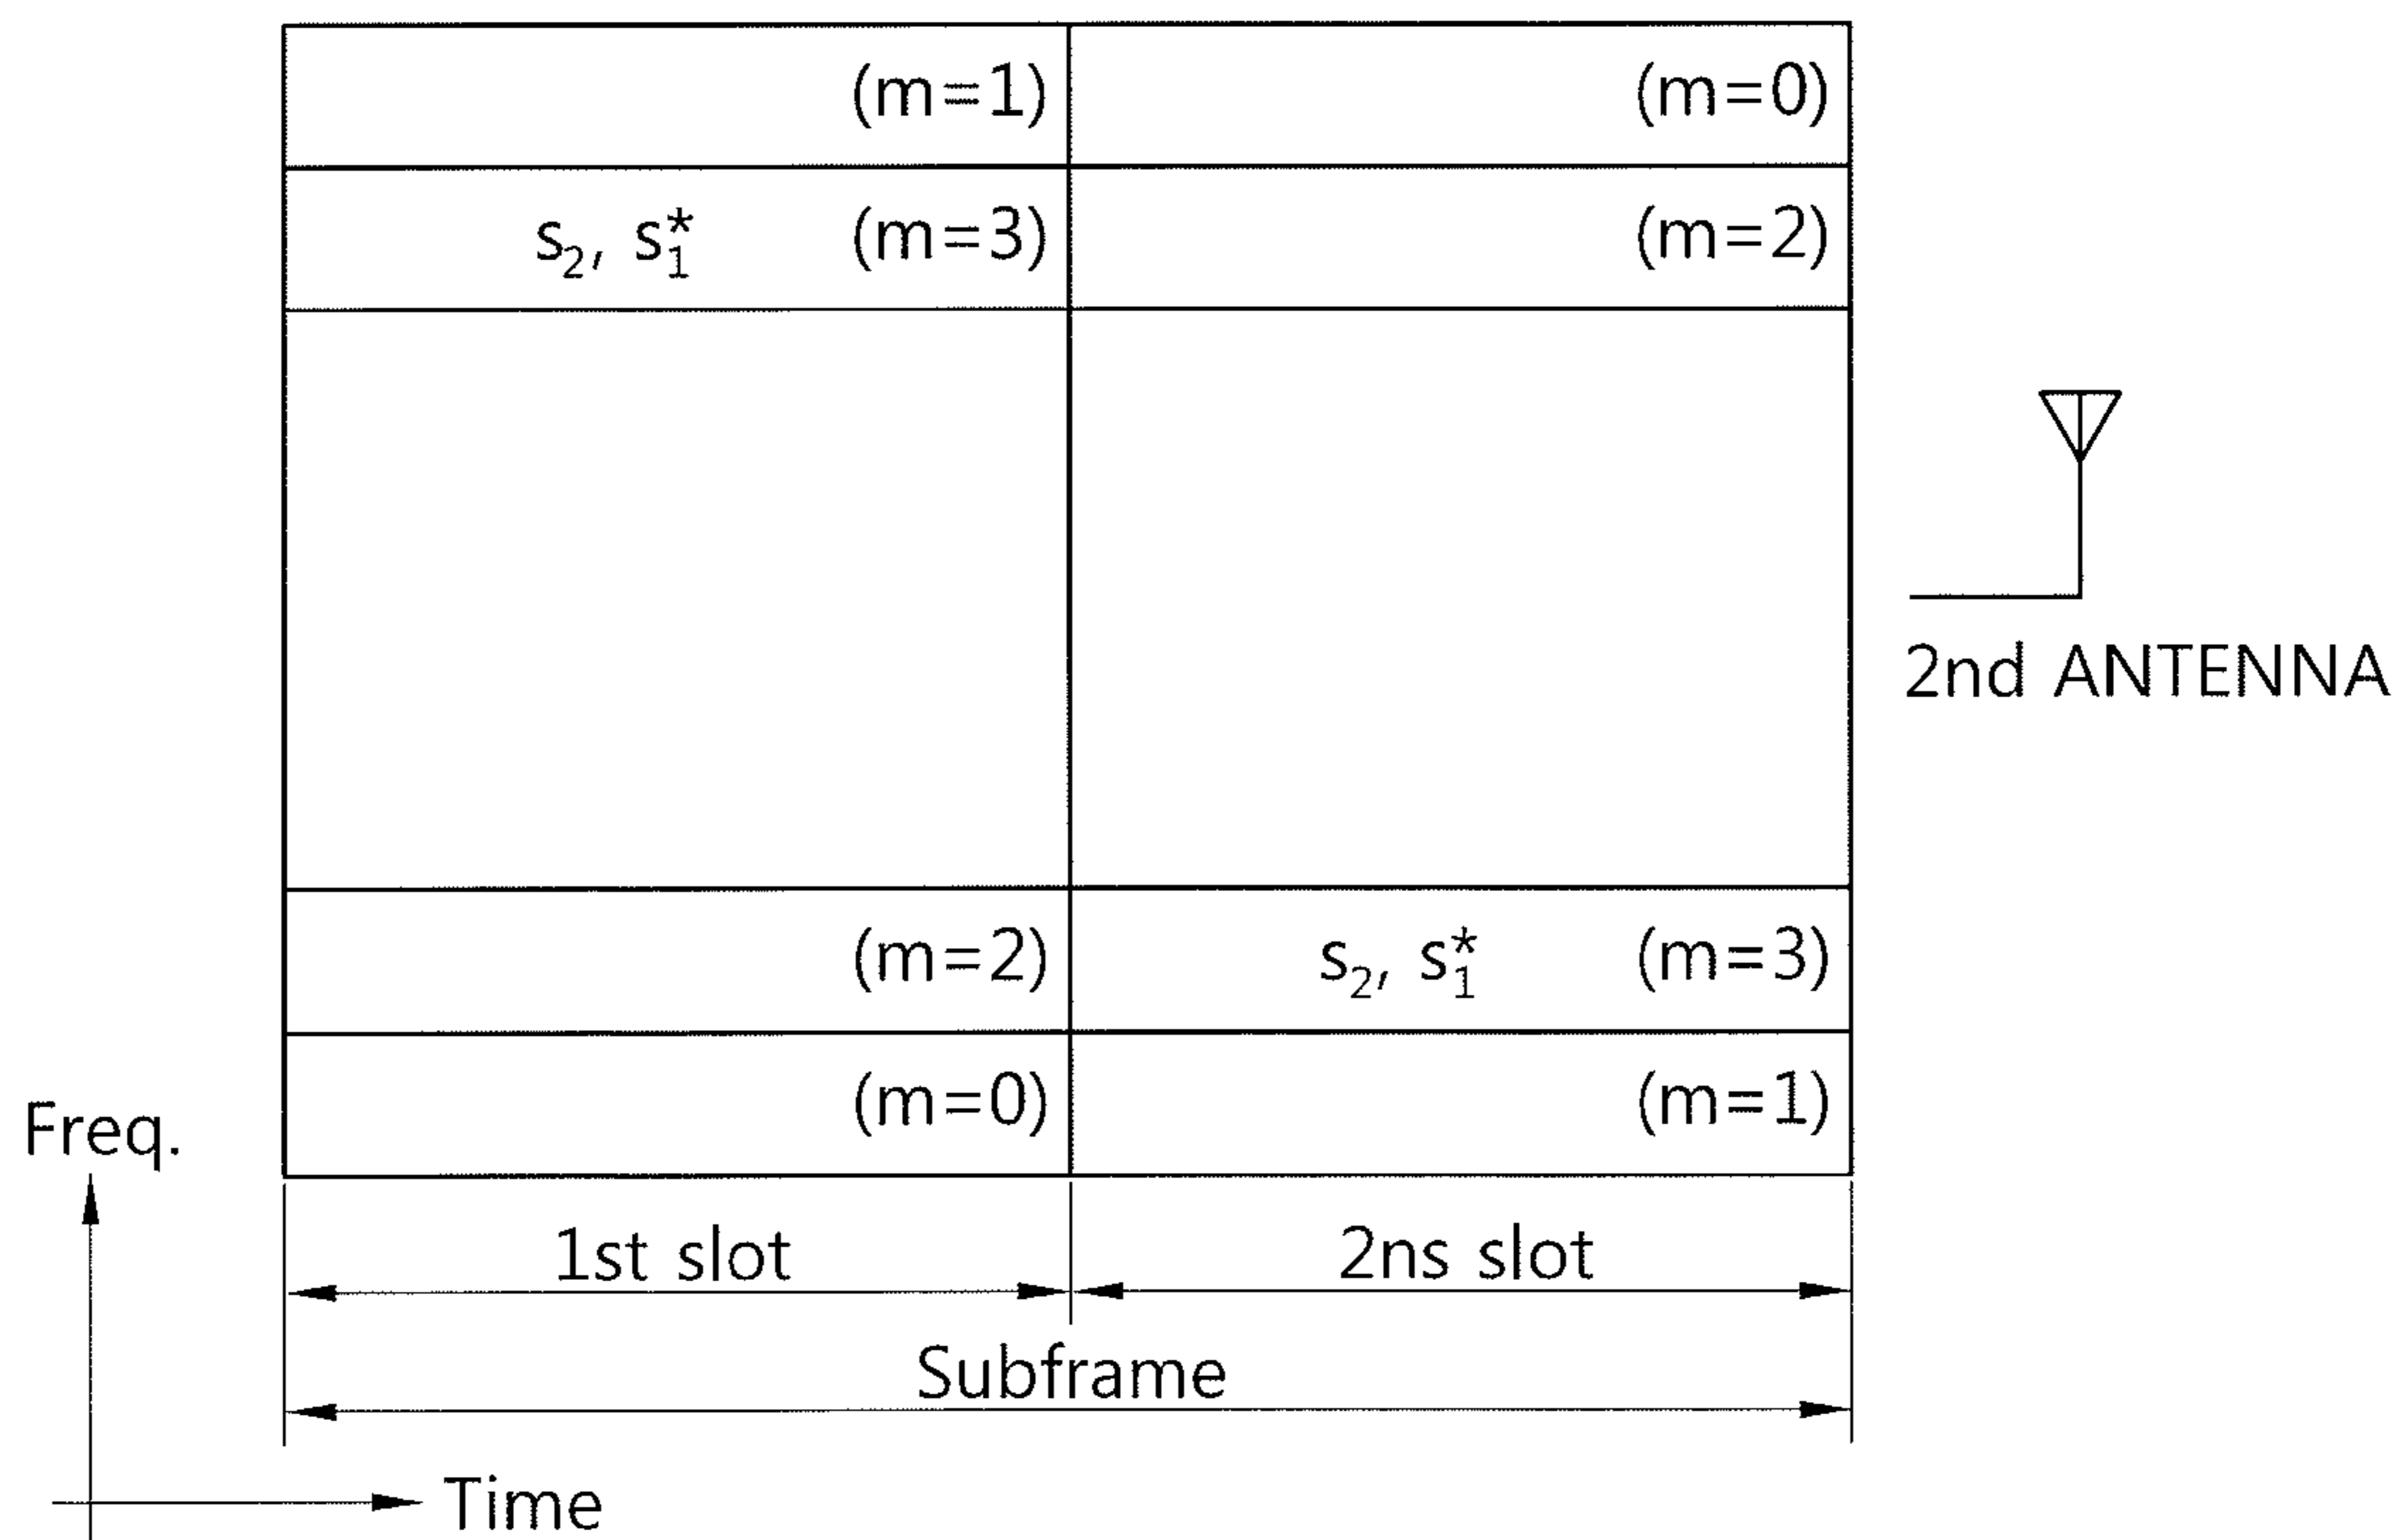 (m=1) (m=0)
s₂, s₁* (m=3) (m=2)
2nd ANTENNA
(m=2) s₂, s₁* (m=3)
(m=0) (m=1)
Freq.
1st slot 2ns slot
Subframe
Time